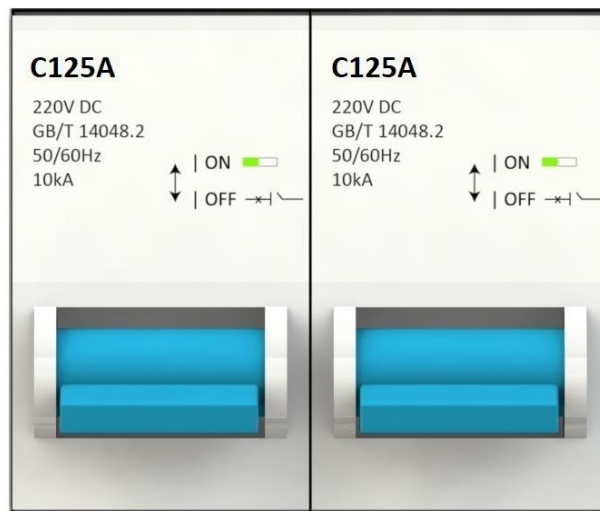 C125A
220V DC
GB/T 14048.2
50/60Hz
10kA
| ON
| OFF
C125A
220V DC
GB/T 14048.2
50/60Hz
10kA
| ON
| OFF